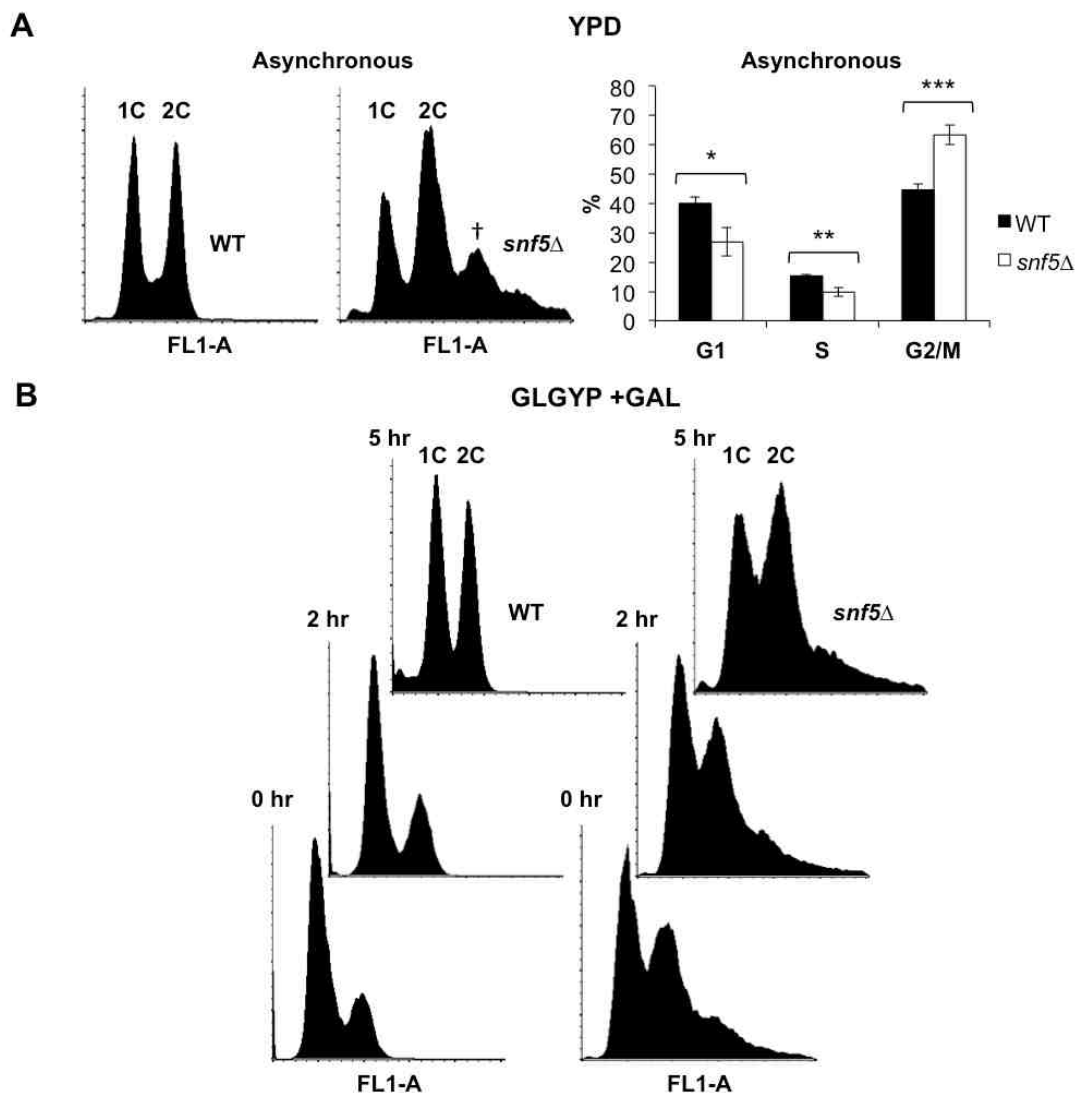 A
YPD
Asynchronous
1C 2C
WT
FL1-A
1C 2C
†
snf5Δ
FL1-A
Asynchronous
%
80
70
60
50
40
30
20
10
0
*
**
***
G1 S G2/M
WT
snf5Δ
B
GLGYP +GAL
5 hr
1C 2C
WT
2 hr
0 hr
FL1-A
5 hr
1C 2C
snf5Δ
2 hr
0 hr
FL1-A